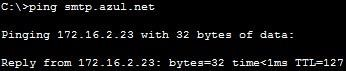 C:\>ping smtp.azul.net
Pinging 172.16.2.23 with 32 bytes of data:
Reply from 172.16.2.23: bytes=32 time<1ms TTL=127